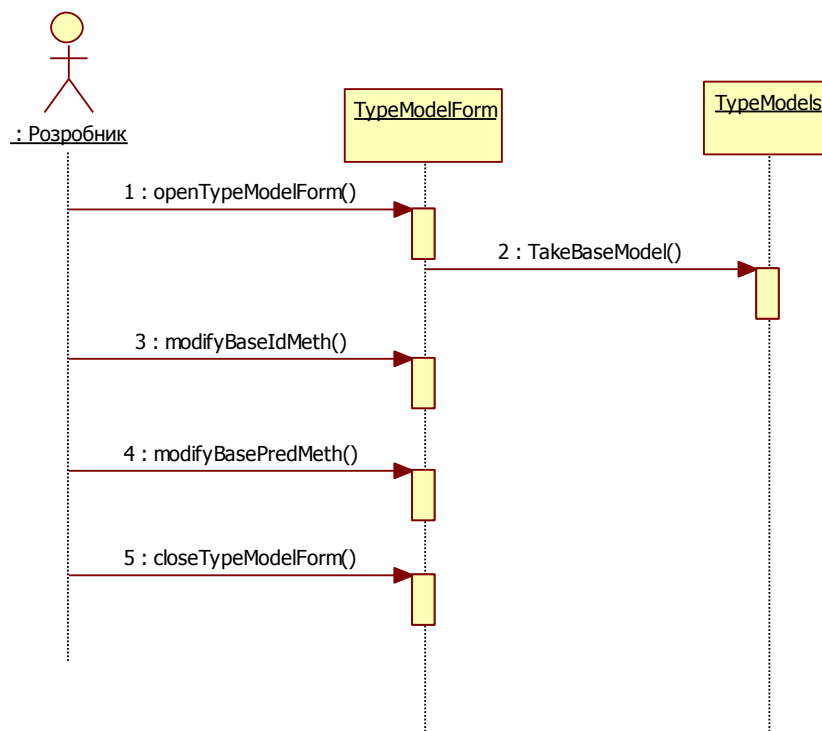 : Розробник
TypeModelForm
TypeModels
1 : openTypeModelForm()
2 : TakeBaseModel()
3 : modifyBaseIdMeth()
4 : modifyBasePredMeth()
5 : closeTypeModelForm()